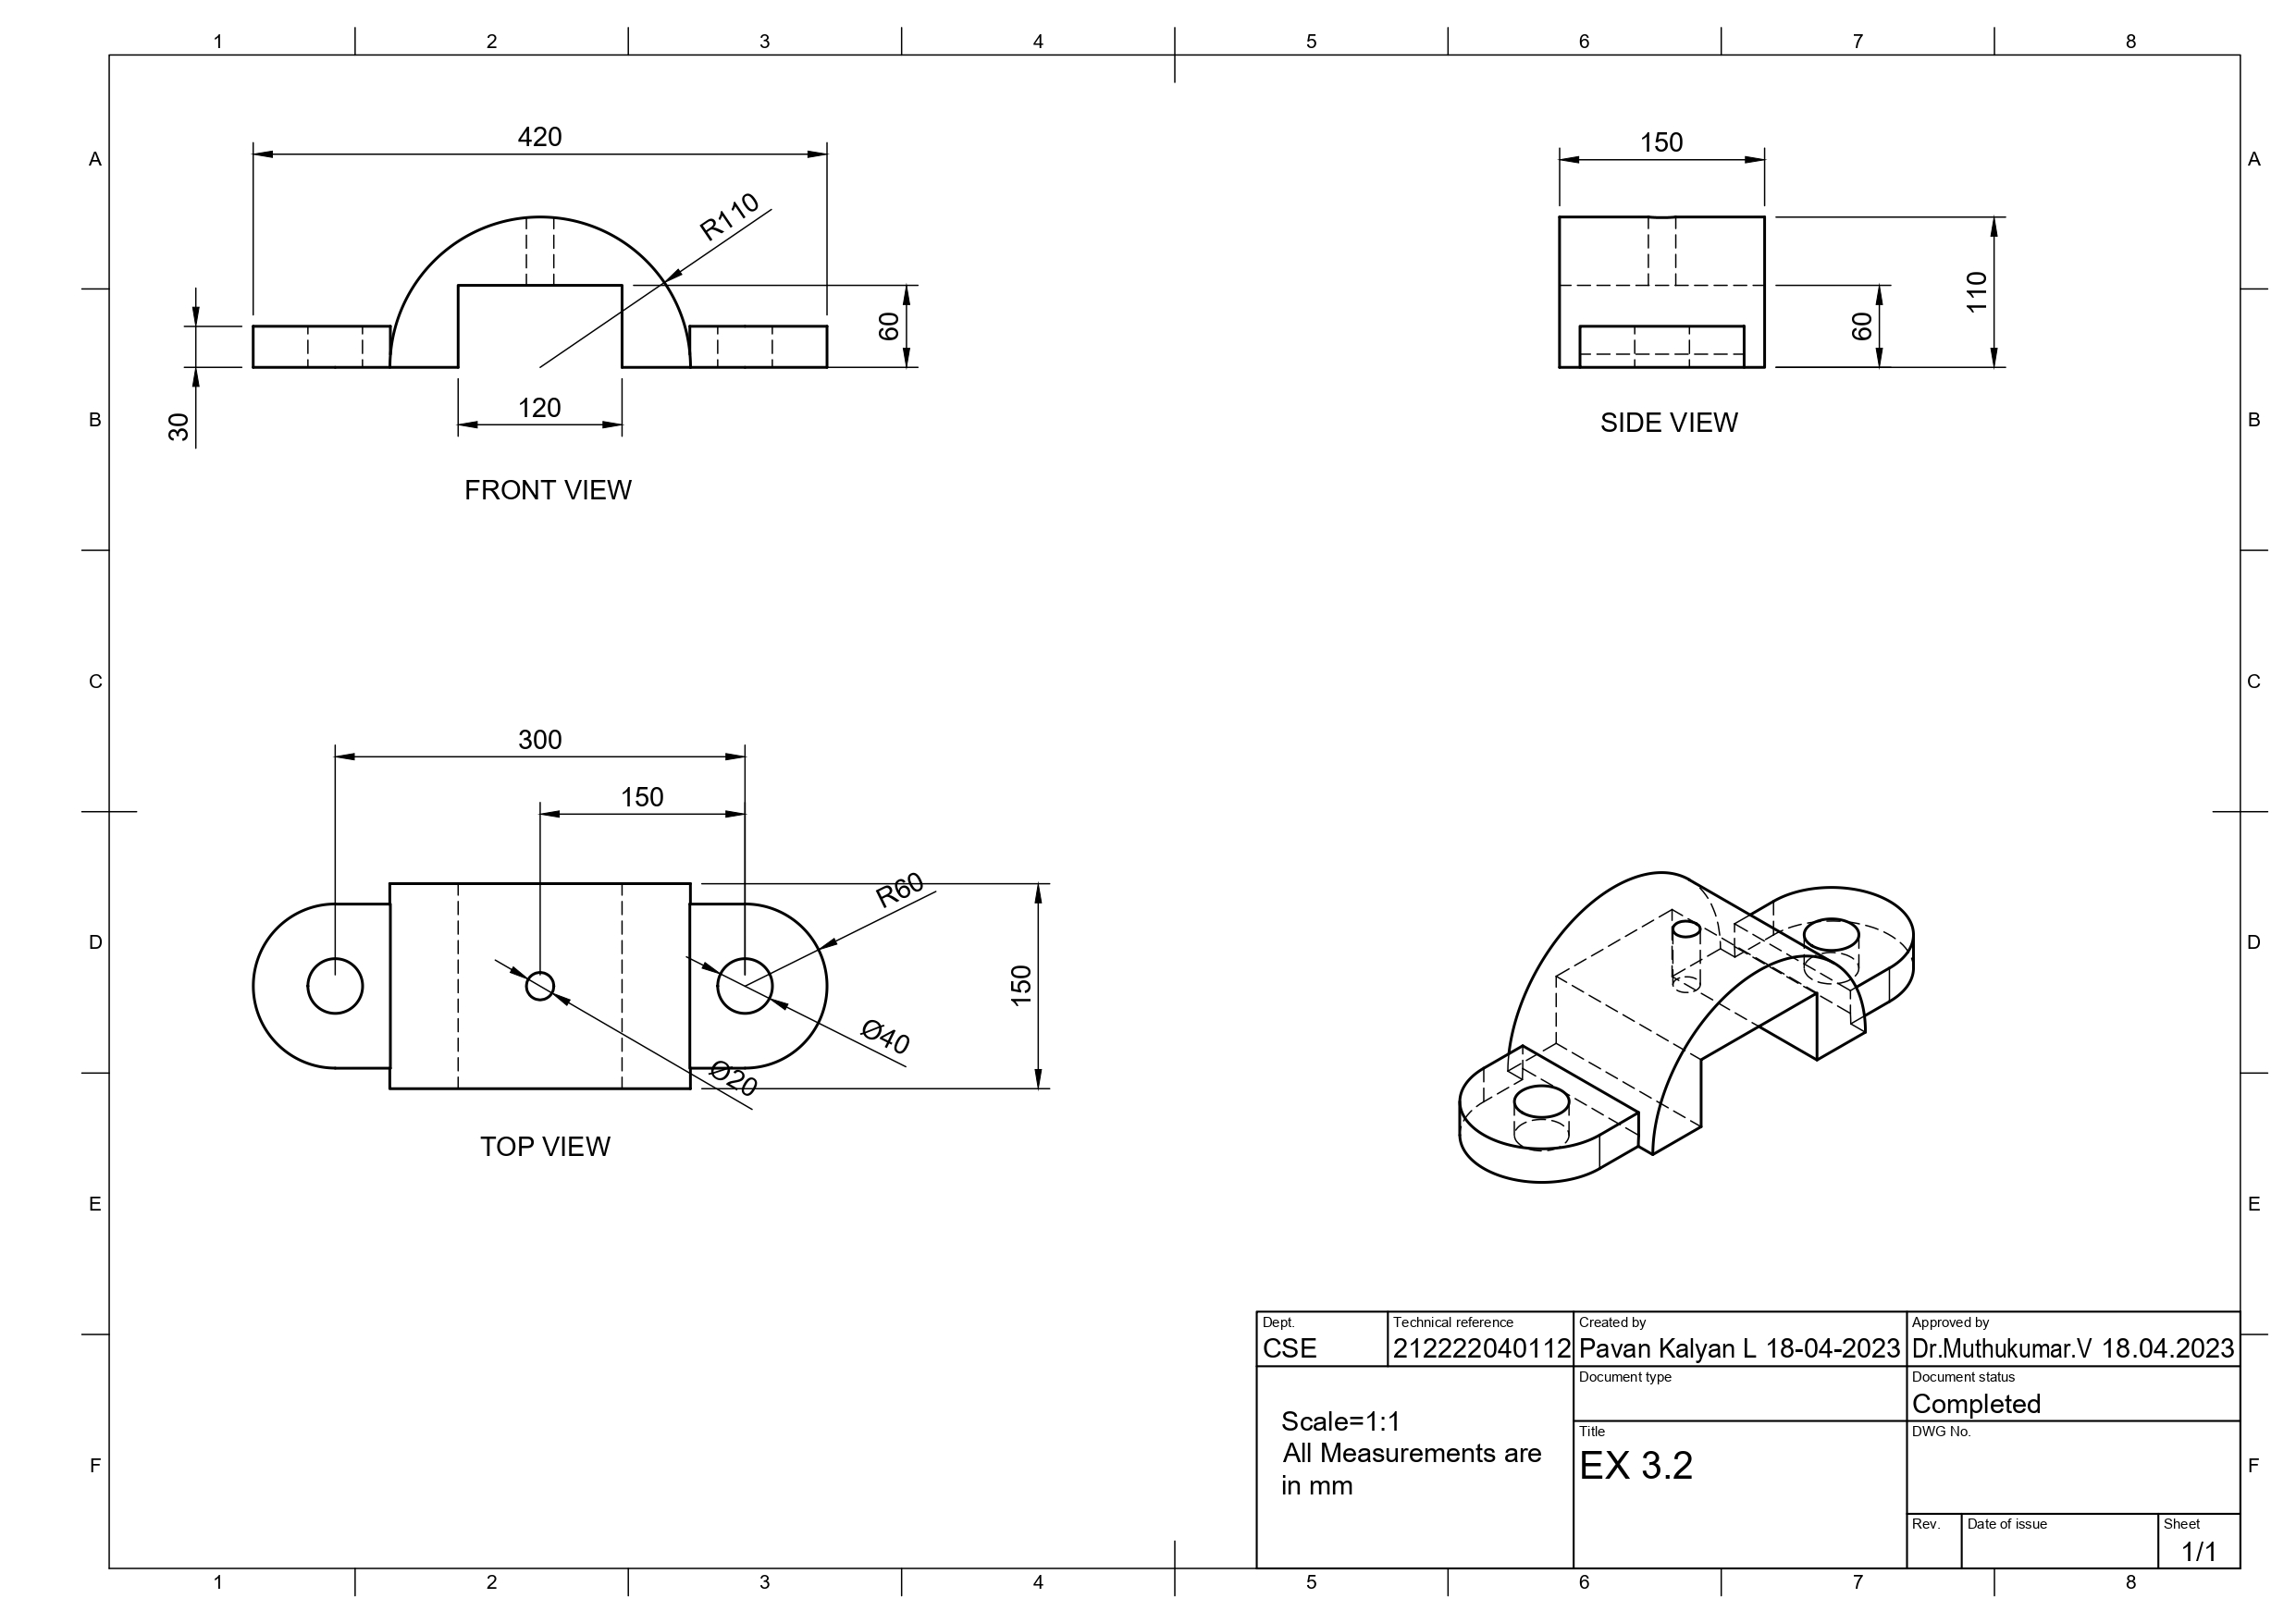 1 2 3 4 5 6 7 8
A A
420
150
R110
110
60
60
30
120
B B
SIDE VIEW
FRONT VIEW
C C
300
150
R60
D D
150
Ø40
Ø20
TOP VIEW
E E
Dept. Technical reference Created by Approved by
CSE 212222040112 Pavan Kalyan L 18-04-2023 Dr.Muthukumar.V 18.04.2023
Document type Document status
Completed
Scale=1:1
All Measurements are
in mm
Title DWG No.
EX 3.2
F F
Rev. Date of issue Sheet
1/1
1 2 3 4 5 6 7 8